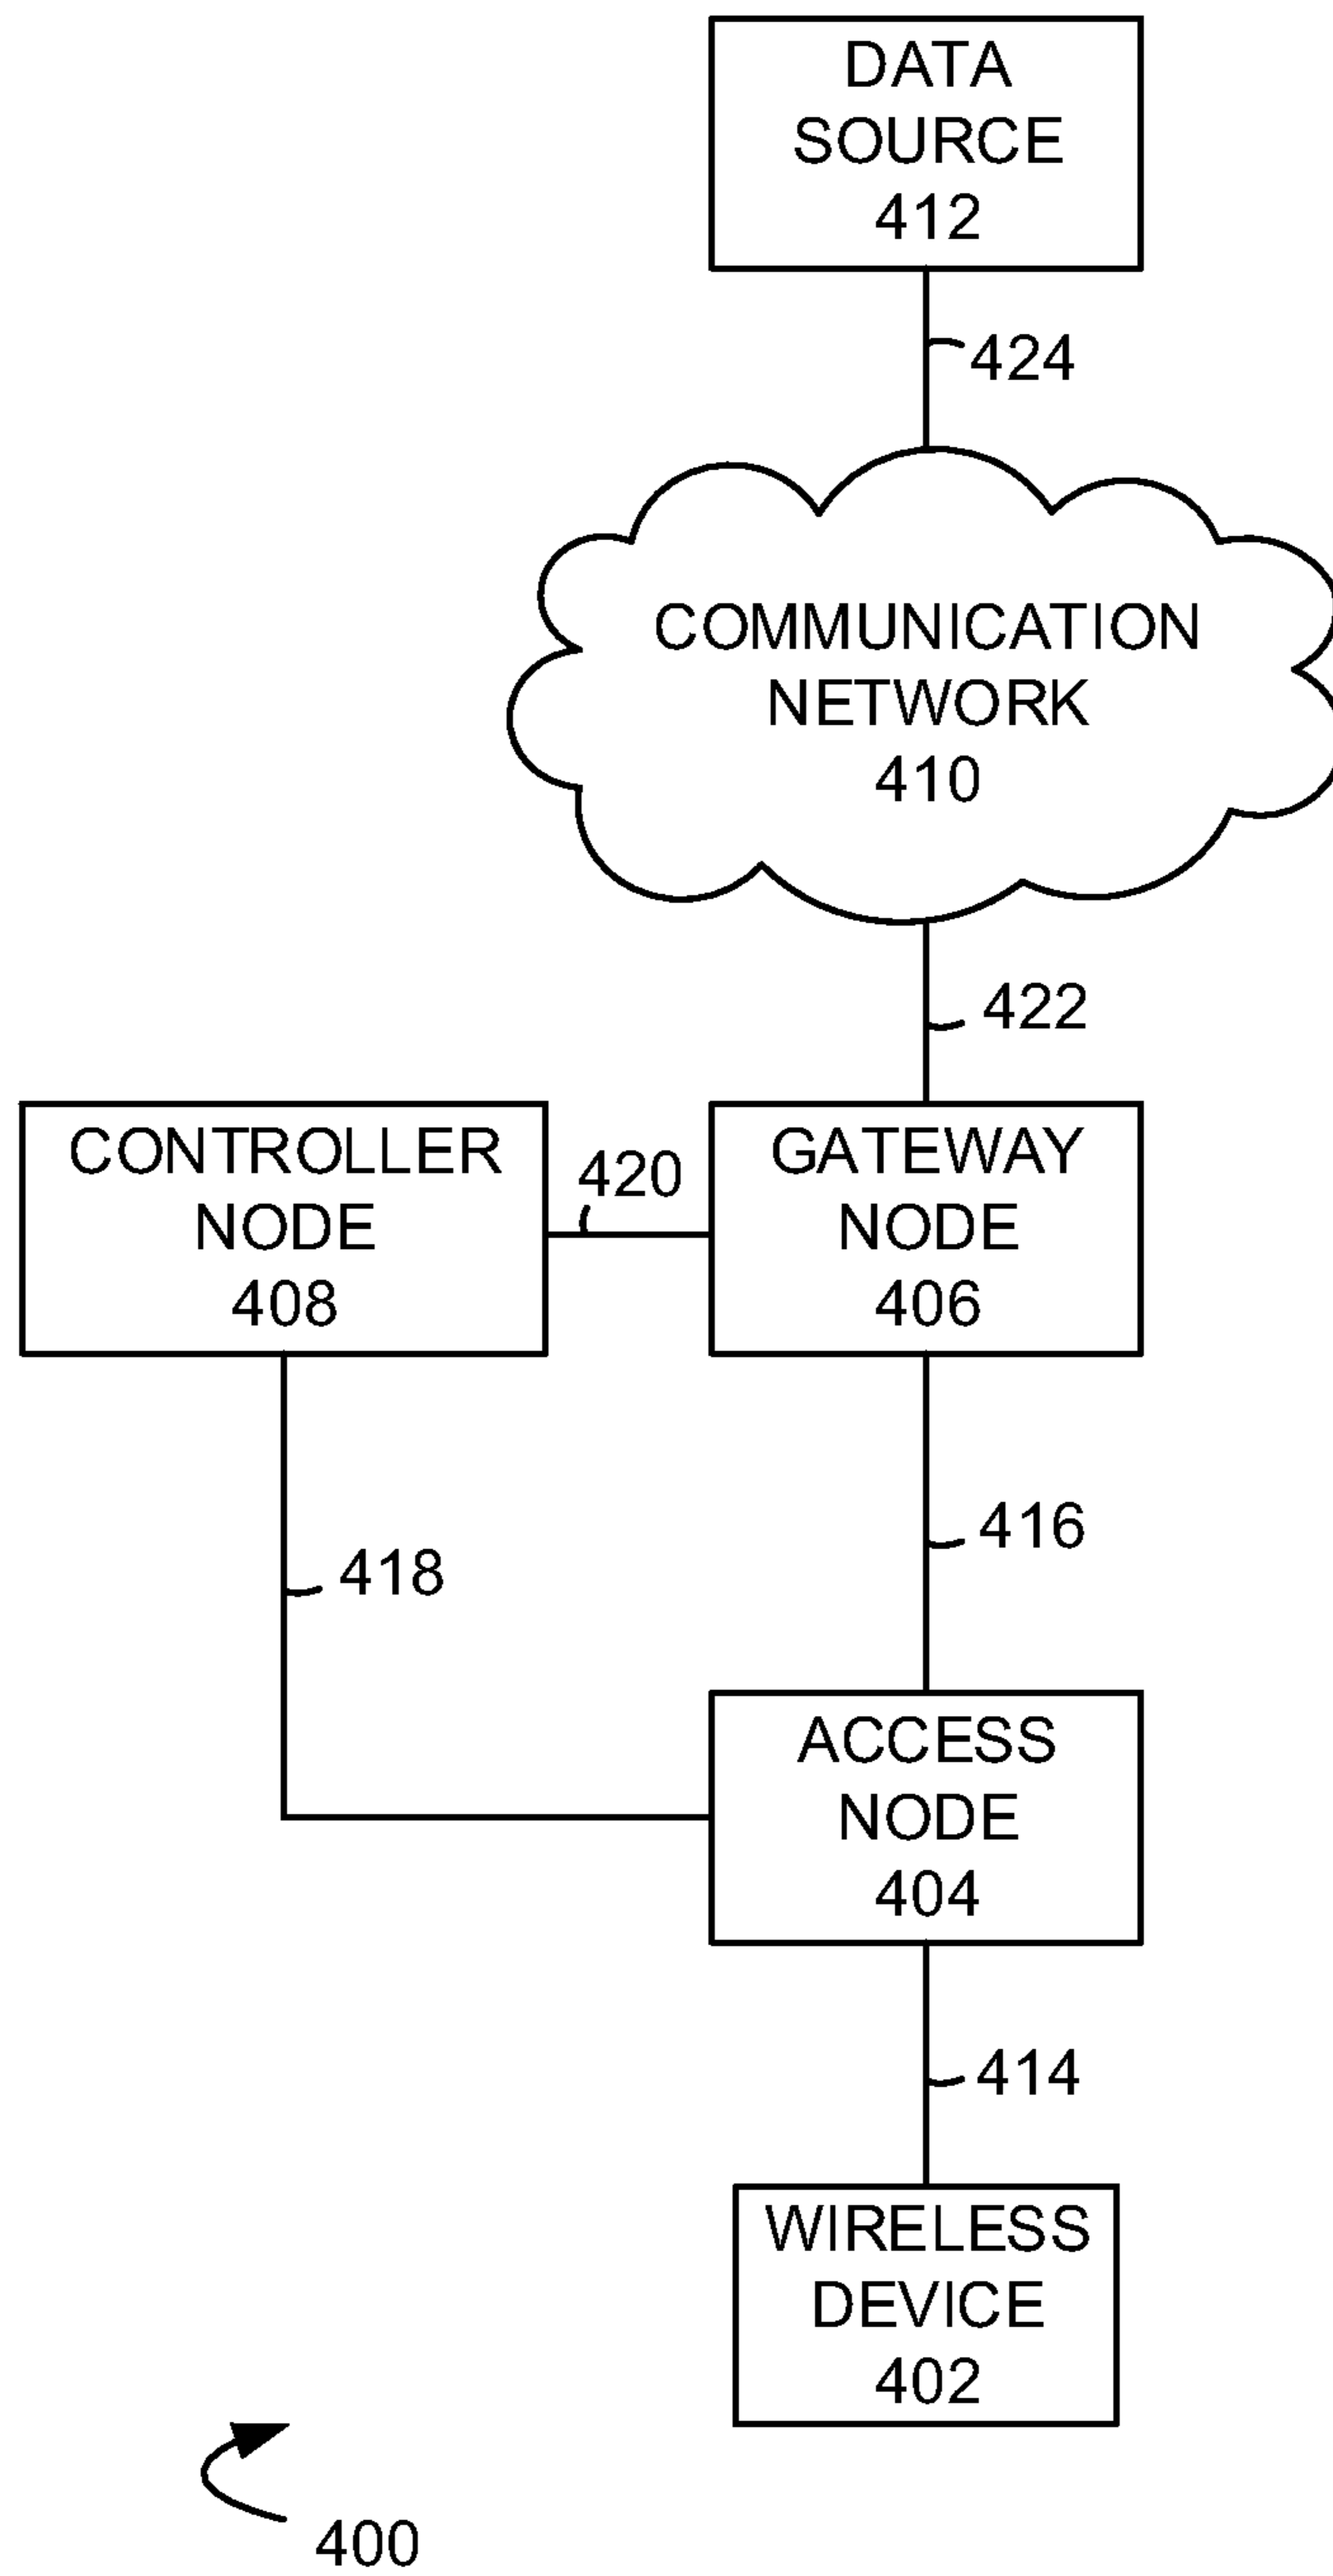 DATA
SOURCE
412
424
COMMUNICATION
NETWORK
410
422
CONTROLLER
NODE
408
420
GATEWAY
NODE
406
416
418
ACCESS
NODE
404
414
WIRELESS
DEVICE
402
400